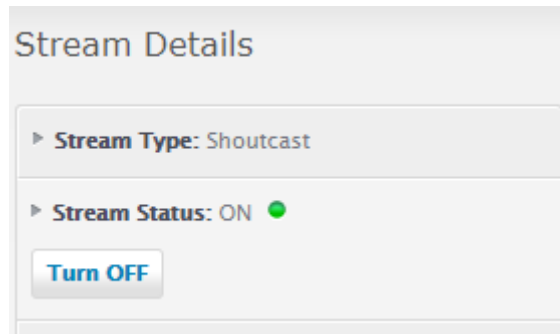 Stream Details
Stream Type: Shoutcast
Stream Status: ON
Turn OFF